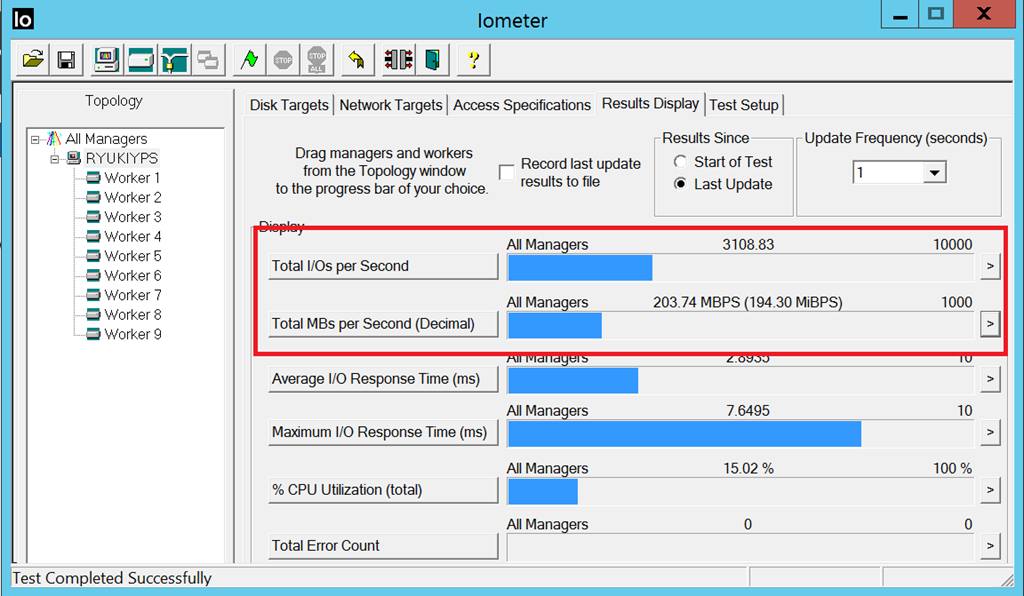 Io
Iometer
STOP
STOP
ALL
?
Topology
All Managers
RYUKIYPS
Worker 1
Worker 2
Worker 3
Worker 4
Worker 5
Worker 6
Worker 7
Worker 8
Worker 9
Disk Targets Network Targets Access Specifications Results Display Test Setup
Drag managers and workers
from the Topology window
to the progress bar of your choice.
Record last update
results to file
Results Since
Start of Test
Last Update
Update Frequency (seconds)
1
Display
All Managers 3108.83 10000
Total I/Os per Second >
All Managers 203.74 MBPS (194.30 MiBPS) 1000
Total MBs per Second (Decimal) >
All Managers 2.8935 10
Average I/O Response Time (ms) >
All Managers 7.6495 10
Maximum I/O Response Time (ms) >
All Managers 15.02 % 100 %
% CPU Utilization (total) >
All Managers 0 0
Total Error Count >
Test Completed Successfully